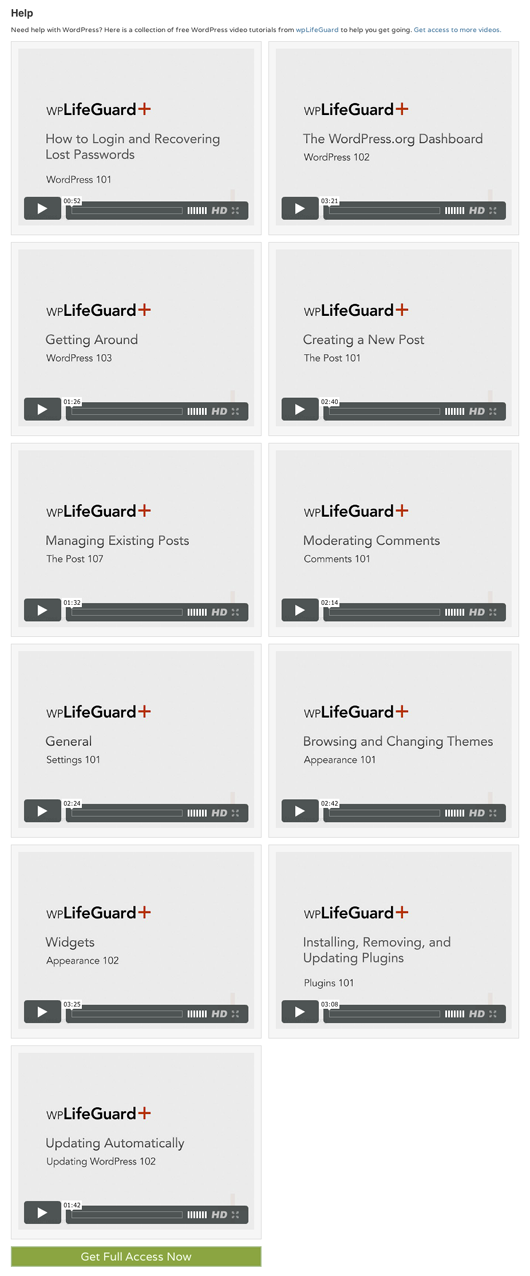 Help
Need help with WordPress? Here is a collection of free WordPress video tutorials from wpLifeGuard to help you get going. Get access to more videos.
WPLifeGuard+
How to Login and Recovering
Lost Passwords
WordPress 101
00:52
HD
WPLifeGuard+
The WordPress.org Dashboard
WordPress 102
03:21
HD
WPLifeGuard+
Getting Around
WordPress 103
01:26
HD
WPLifeGuard+
Creating a New Post
The Post 101
02:40
HD
WPLifeGuard+
Managing Existing Posts
The Post 107
01:32
HD
WPLifeGuard+
Moderating Comments
Comments 101
02:14
HD
WPLifeGuard+
General
Settings 101
02:24
HD
WPLifeGuard+
Browsing and Changing Themes
Appearance 101
02:42
HD
WPLifeGuard+
Widgets
Appearance 102
03:25
HD
WPLifeGuard+
Installing, Removing, and
Updating Plugins
Plugins 101
03:08
HD
WPLifeGuard+
Updating Automatically
Updating WordPress 102
01:42
HD
Get Full Access Now